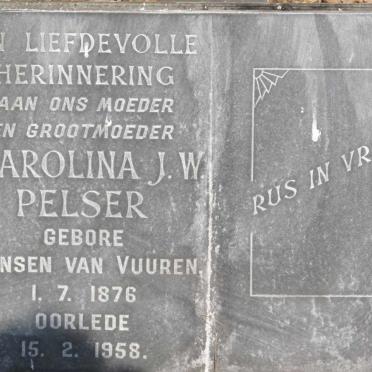 N LIEFDEVOLLE
HERINNERING
AAN ONS MOEDER
EN GROOTMOEDER
CAROLINA J.W.
PELSER
GEBORE
NSEN VAN VUUREN.
1. 7. 1876
OORLEDE
15. 2. 1958.
RUS IN VR